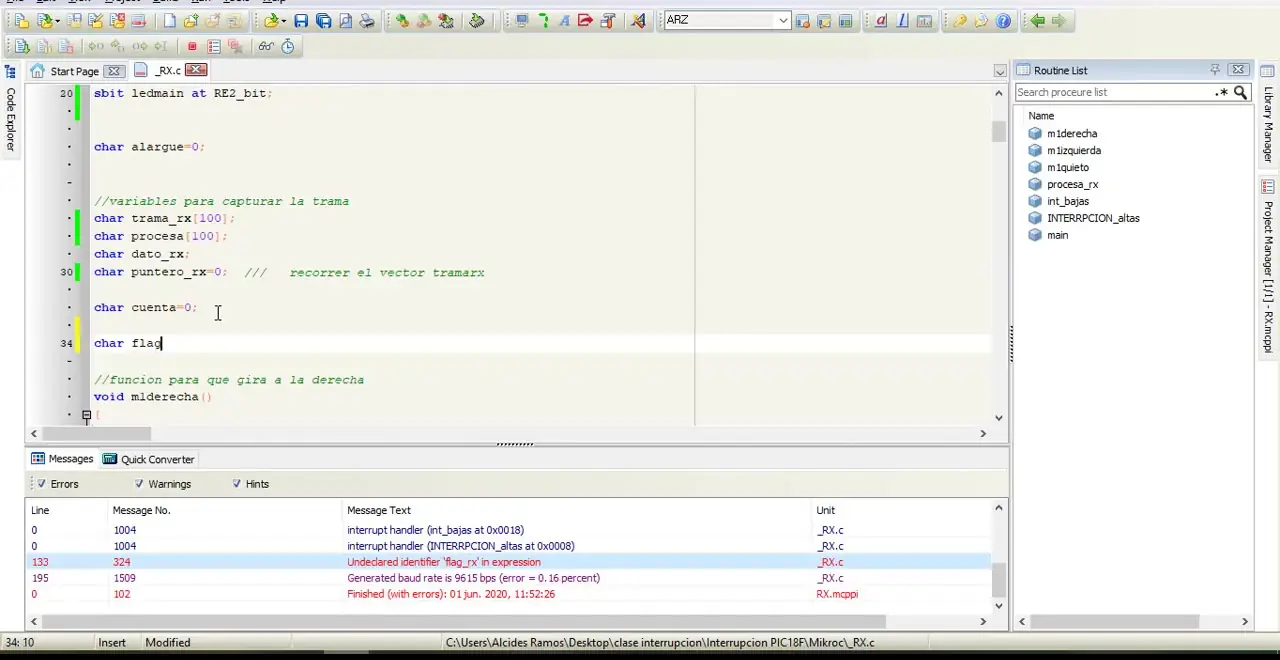 ARZ
Start Page
_RX.c
Code Explorer
20 sbit ledmain at RE2_bit;
char alargue=0;
//variables para capturar la trama
char trama_rx[100];
char procesa[100];
char dato_rx;
30 char puntero_rx=0; /// recorrer el vector tramarx
char cuenta=0;
34 char flag
//funcion para que gira a la derecha
void m1derecha()
{
Routine List
Search proceure list
Name
m1derecha
m1izquierda
m1quieto
procesa_rx
int_bajas
INTERRPCION_altas
main
Library Manager
Project Manager [1/1] - RX.mcppi
Messages Quick Converter
Errors Warnings Hints
Line Message No. Message Text Unit
0 1004 interrupt handler (int_bajas at 0x0018) _RX.c
0 1004 interrupt handler (INTERRPCION_altas at 0x0008) _RX.c
133 324 Undeclared identifier 'flag_rx' in expression _RX.c
195 1509 Generated baud rate is 9615 bps (error = 0.16 percent) _RX.c
0 102 Finished (with errors): 01 jun. 2020, 11:52:26 RX.mcppi
34: 10 Insert Modified C:\Users\Alcides Ramos\Desktop\clase interrupcion\Interrupcion PIC18F\Mikroc\_RX.c